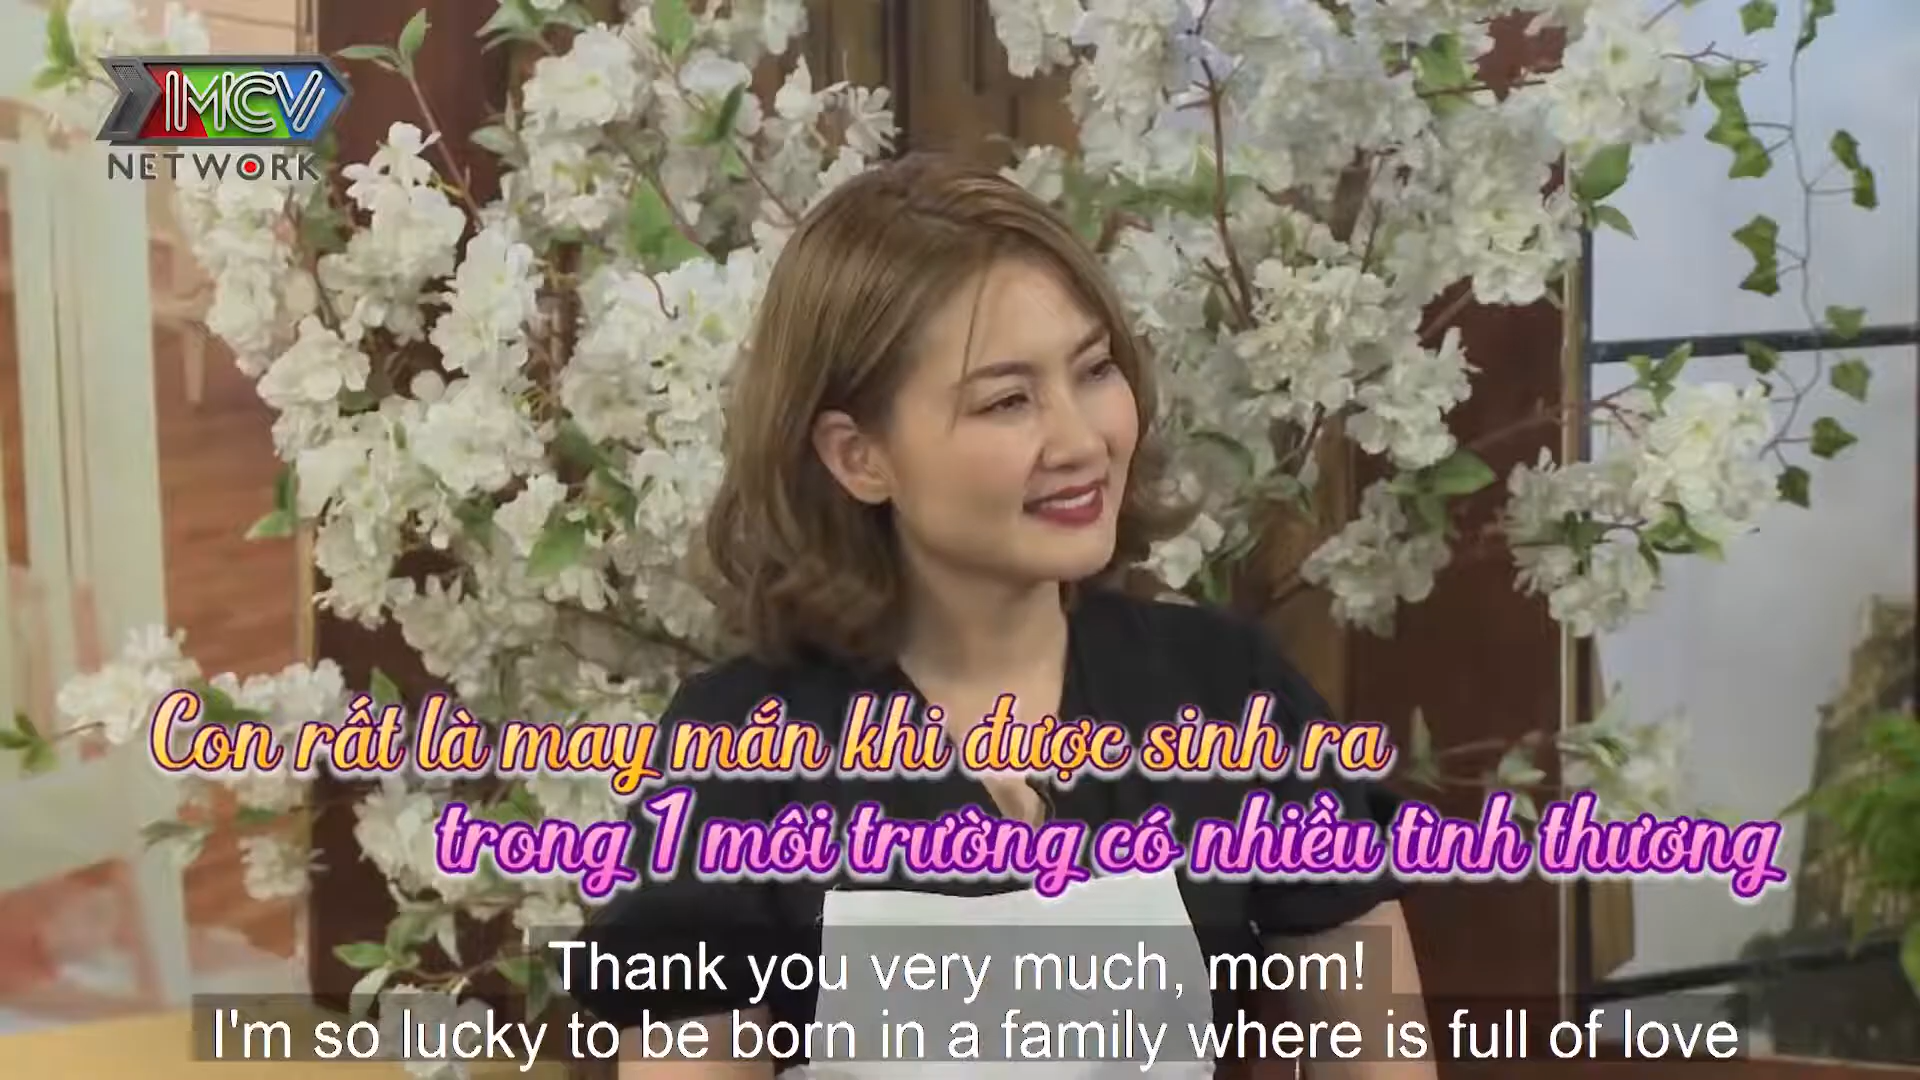 MCV
NETWORK
Con rất là may mắn khi được sinh ra
trong 1 môi trường có nhiều tình thương
Thank you very much, mom!
I'm so lucky to be born in a family where is full of love